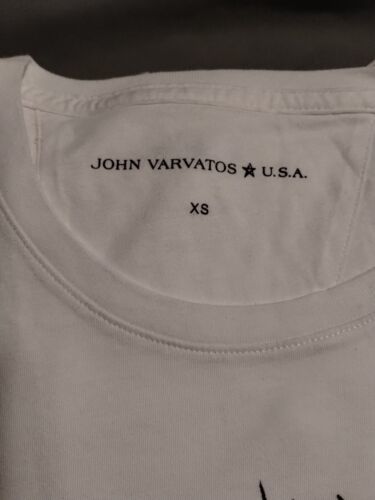 JOHN VARVATOS ★ U.S.A.
XS